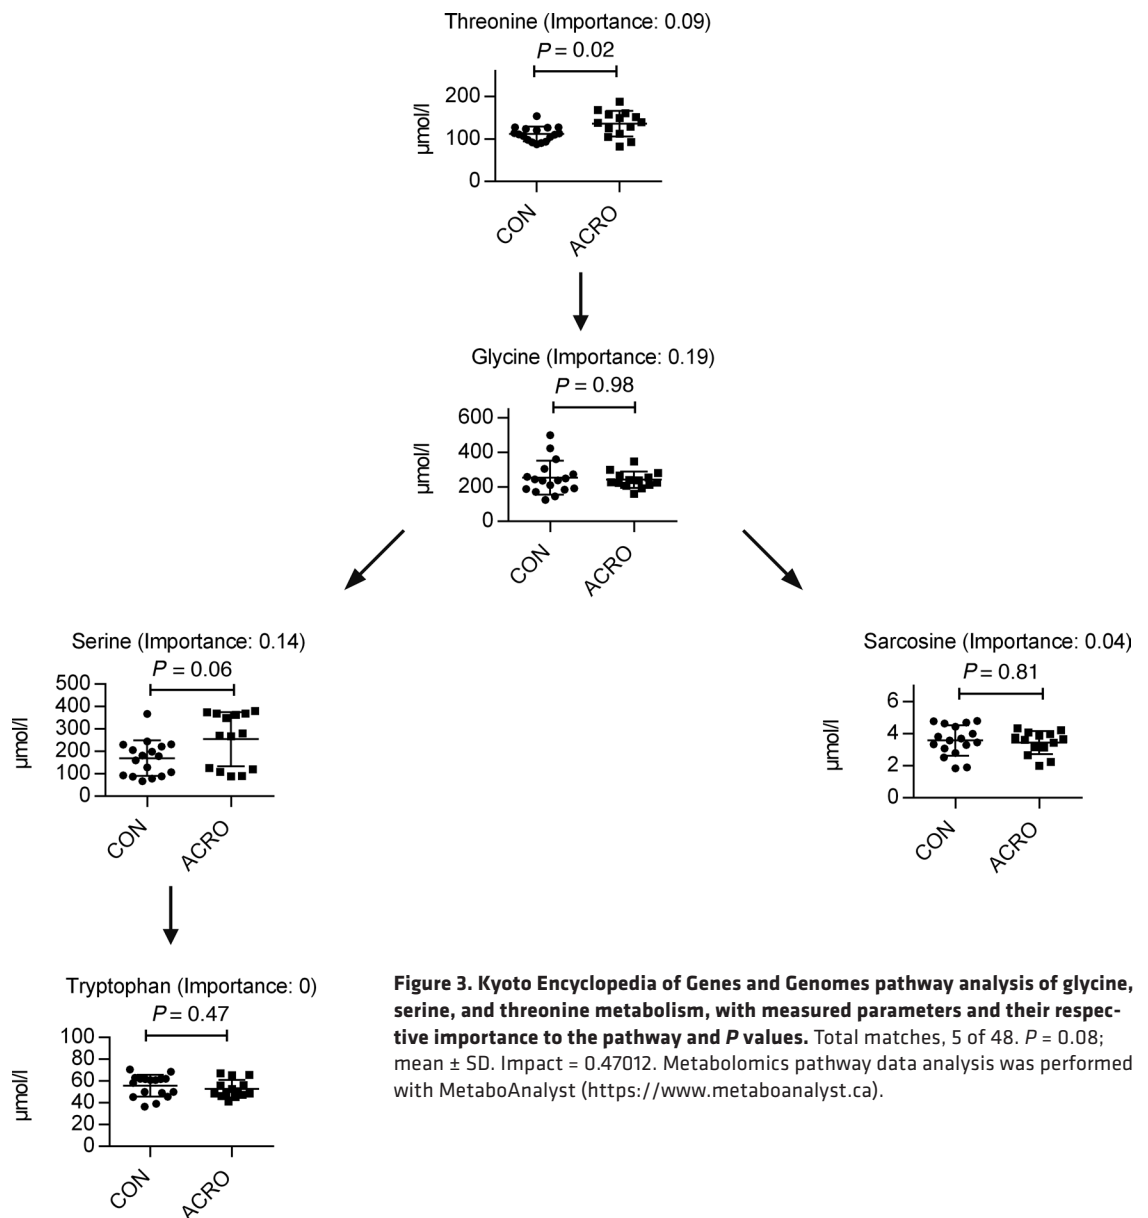 Threonine (Importance: 0.09)
P = 0.02
µmol/l
200
100
0
CON
ACRO
Glycine (Importance: 0.19)
P = 0.98
µmol/l
600
400
200
0
CON
ACRO
Serine (Importance: 0.14)
P = 0.06
µmol/l
500
400
300
200
100
0
CON
ACRO
Sarcosine (Importance: 0.04)
P = 0.81
µmol/l
6
4
2
0
CON
ACRO
Tryptophan (Importance: 0)
P = 0.47
µmol/l
100
80
60
40
20
0
CON
ACRO
Figure 3. Kyoto Encyclopedia of Genes and Genomes pathway analysis of glycine,
serine, and threonine metabolism, with measured parameters and their respec-
tive importance to the pathway and P values. Total matches, 5 of 48. P = 0.08;
mean ± SD. Impact = 0.47012. Metabolomics pathway data analysis was performed
with MetaboAnalyst (https://www.metaboanalyst.ca).